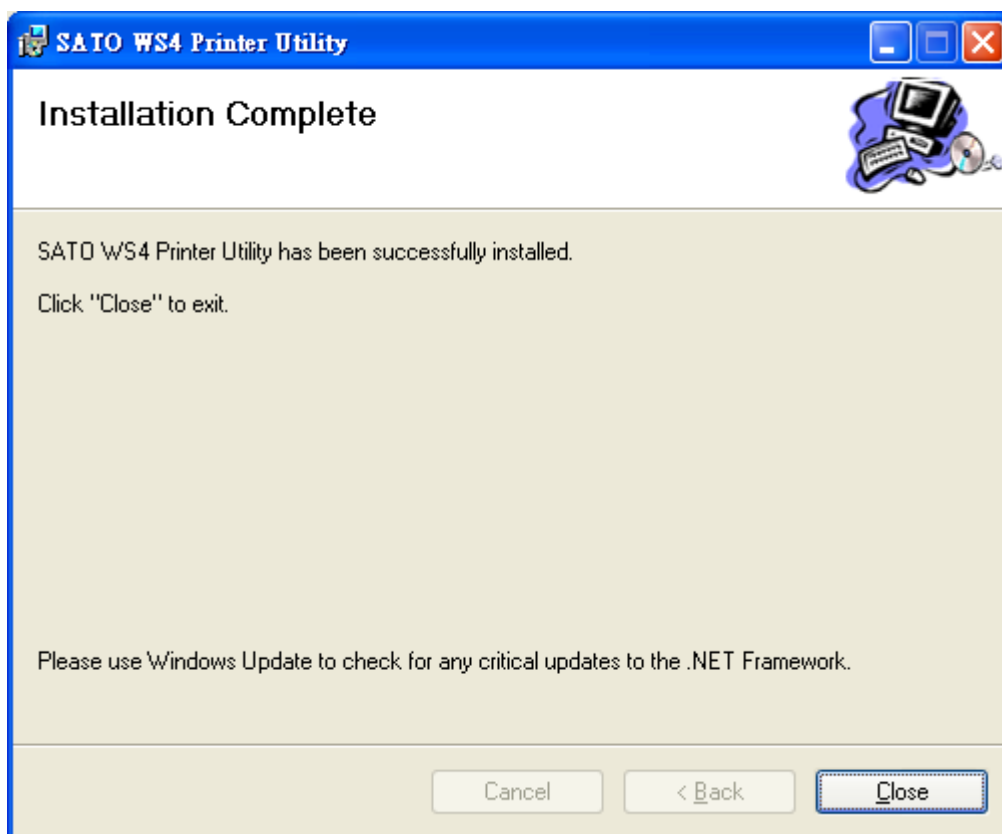 SATO WS4 Printer Utility
Installation Complete
SATO WS4 Printer Utility has been successfully installed.
Click "Close" to exit.
Please use Windows Update to check for any critical updates to the .NET Framework.
Cancel
< Back
Close